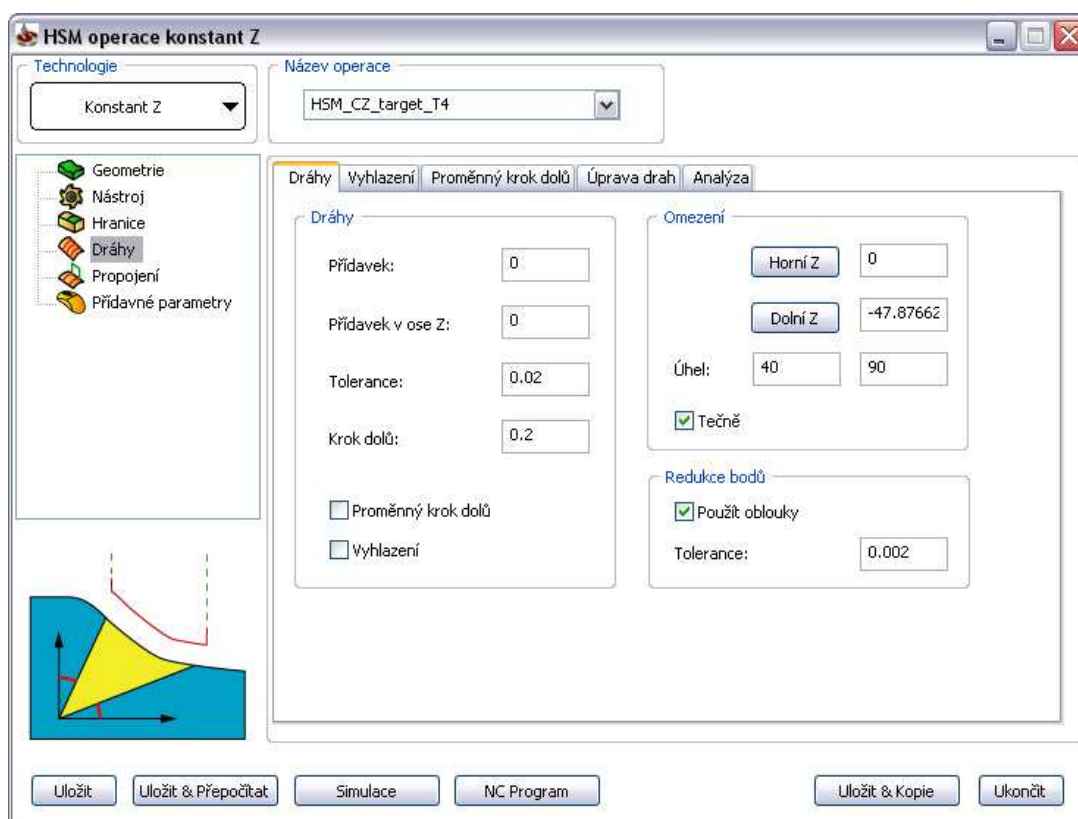 HSM operace konstant Z
Technologie
Název operace
Konstant Z
HSM_CZ_target_T4
Geometrie
Nástroj
Hranice
Dráhy
Propojení
Přídavné parametry
Dráhy Vyhlazení Proměnný krok dolů Úprava drah Analýza
Dráhy
Přídavek: 0
Přídavek v ose Z: 0
Tolerance: 0.02
Krok dolů: 0.2
Proměnný krok dolů
Vyhlazení
Omezení
Horní Z 0
Dolní Z -47.87662
Úhel: 40 90
Tečně
Redukce bodů
Použít oblouky
Tolerance: 0.002
Uložit Uložit & Přepočítat Simulace NC Program Uložit & Kopie Ukončit